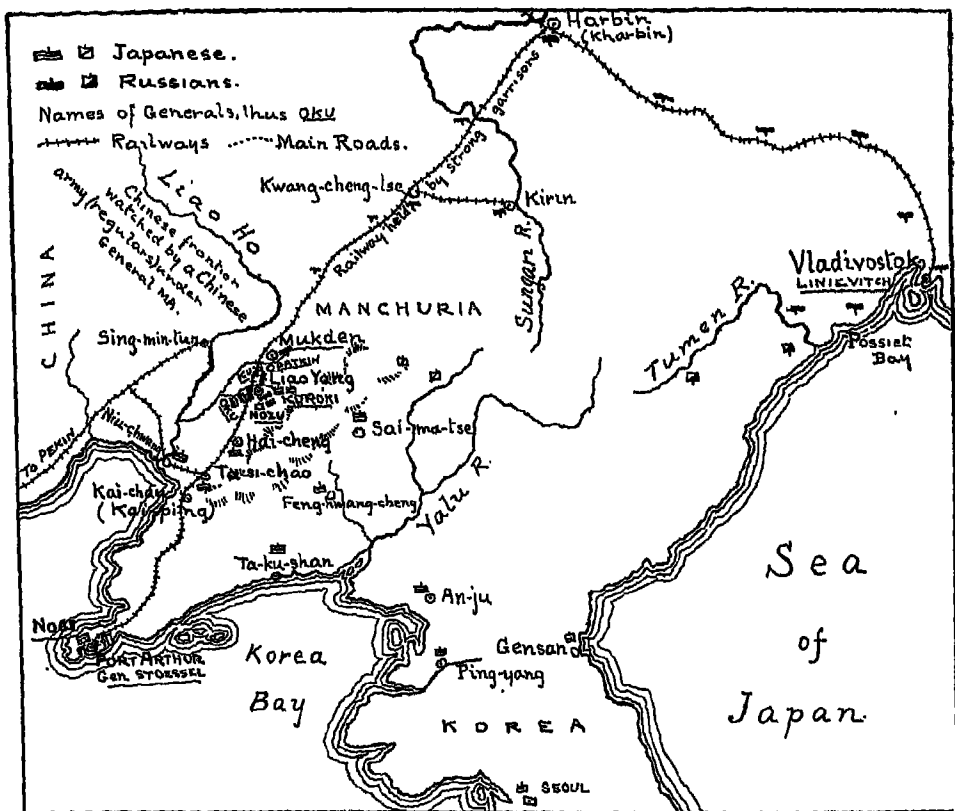 Harbin
(Kharbin)
Japanese.
Russians.
Names of Generals, thus OKU
Railways Main Roads.
Liao Ho
Chinese frontier
watched by a Chinese
army (regulars) under
General MA.
CHINA
Kwang-cheng-tse
Railway held by strong garrisons
Kirin
Sungari R.
Vladivostok
LINIEVITCH
MANCHURIA
Tumen R.
Possiet
Bay
Sing-min-tun
Mukden
KUROPATKIN
Liao Yang
OKU
KUROKI
NODZU
TO PEKIN
Niu-chwang
Hai-cheng
Sai-ma-tse
Ta-si-chao
Kai-chau
(Kai-ping)
Feng-hwang-cheng
Yalu R.
Ta-ku-shan
Sea
of
Japan.
An-ju
NOGI
PORT ARTHUR
Gen. STOESSEL
Korea
Bay
Gensan
Ping-yang
KOREA
SEOUL